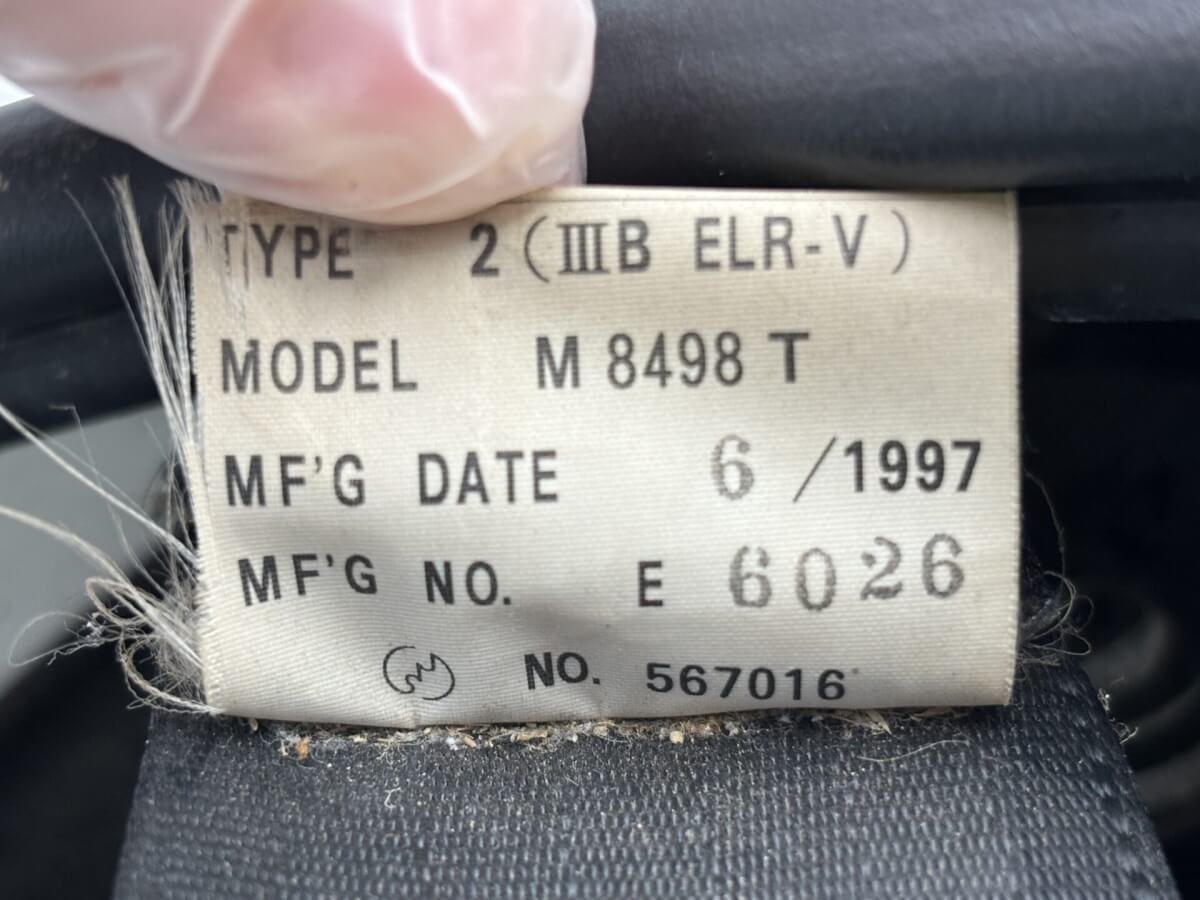 TYPE 2 (IIIB ELR-V)
MODEL M 8498 T
MF'G DATE 6 /1997
MF'G NO. E 6026
NO. 567016